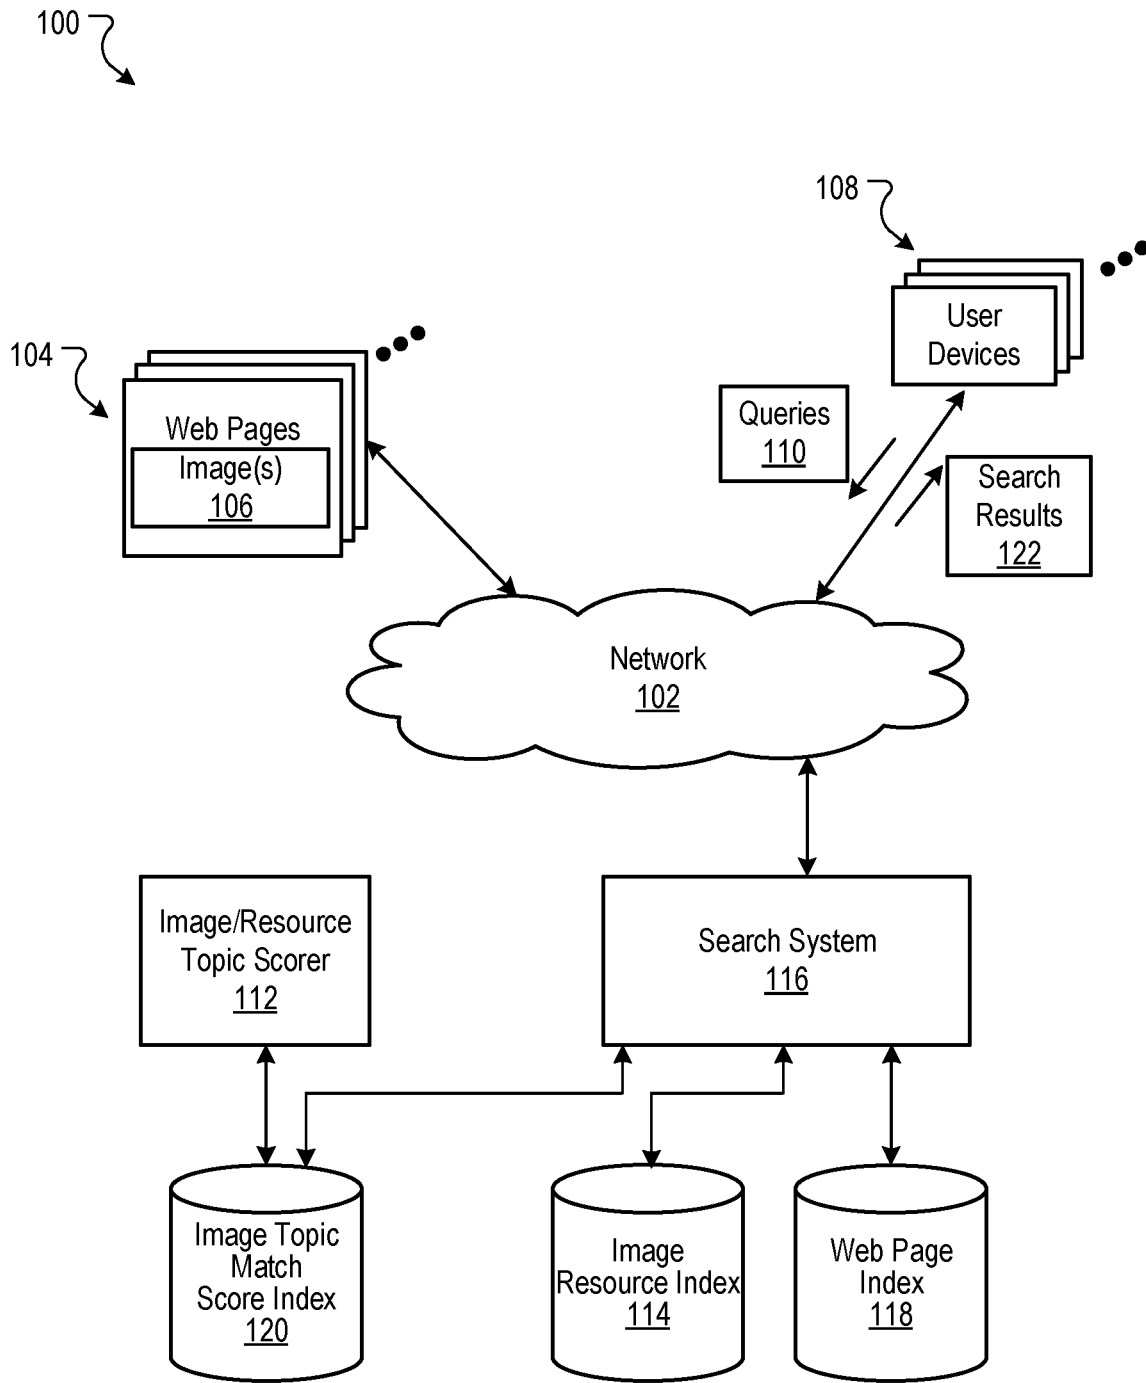 100
108
User
Devices
104
Web Pages
Image(s)
106
Queries
110
Search
Results
122
Network
102
Image/Resource
Topic Scorer
112
Search System
116
Image Topic
Match
Score Index
120
Image
Resource Index
114
Web Page
Index
118